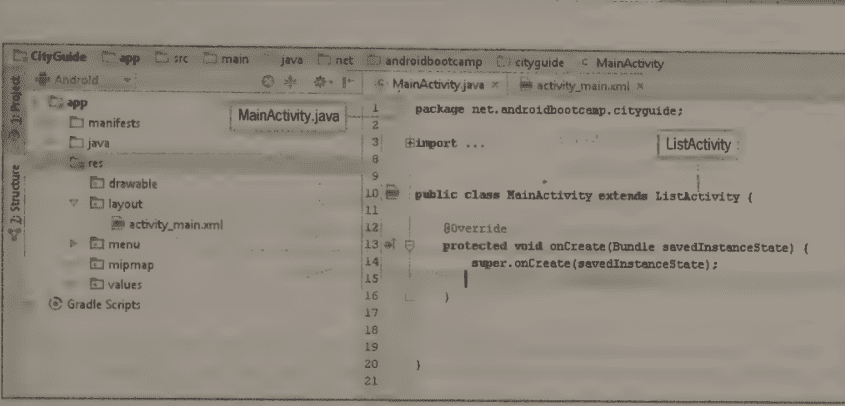 CityGuide app src main java net androidbootcamp cityguide MainActivity
Android
MainActivity.java activity_main.xml
1: Project
2: Structure
app
manifests
java
res
drawable
layout
activity_main.xml
menu
mipmap
values
Gradle Scripts
MainActivity.java
ListActivity
1 package net.androidbootcamp.cityguide;
2
3 import ...
8
9
10 public class MainActivity extends ListActivity {
11
12 @Override
13 protected void onCreate(Bundle savedInstanceState) {
14 super.onCreate(savedInstanceState);
15
16 }
17
18
19
20 }
21